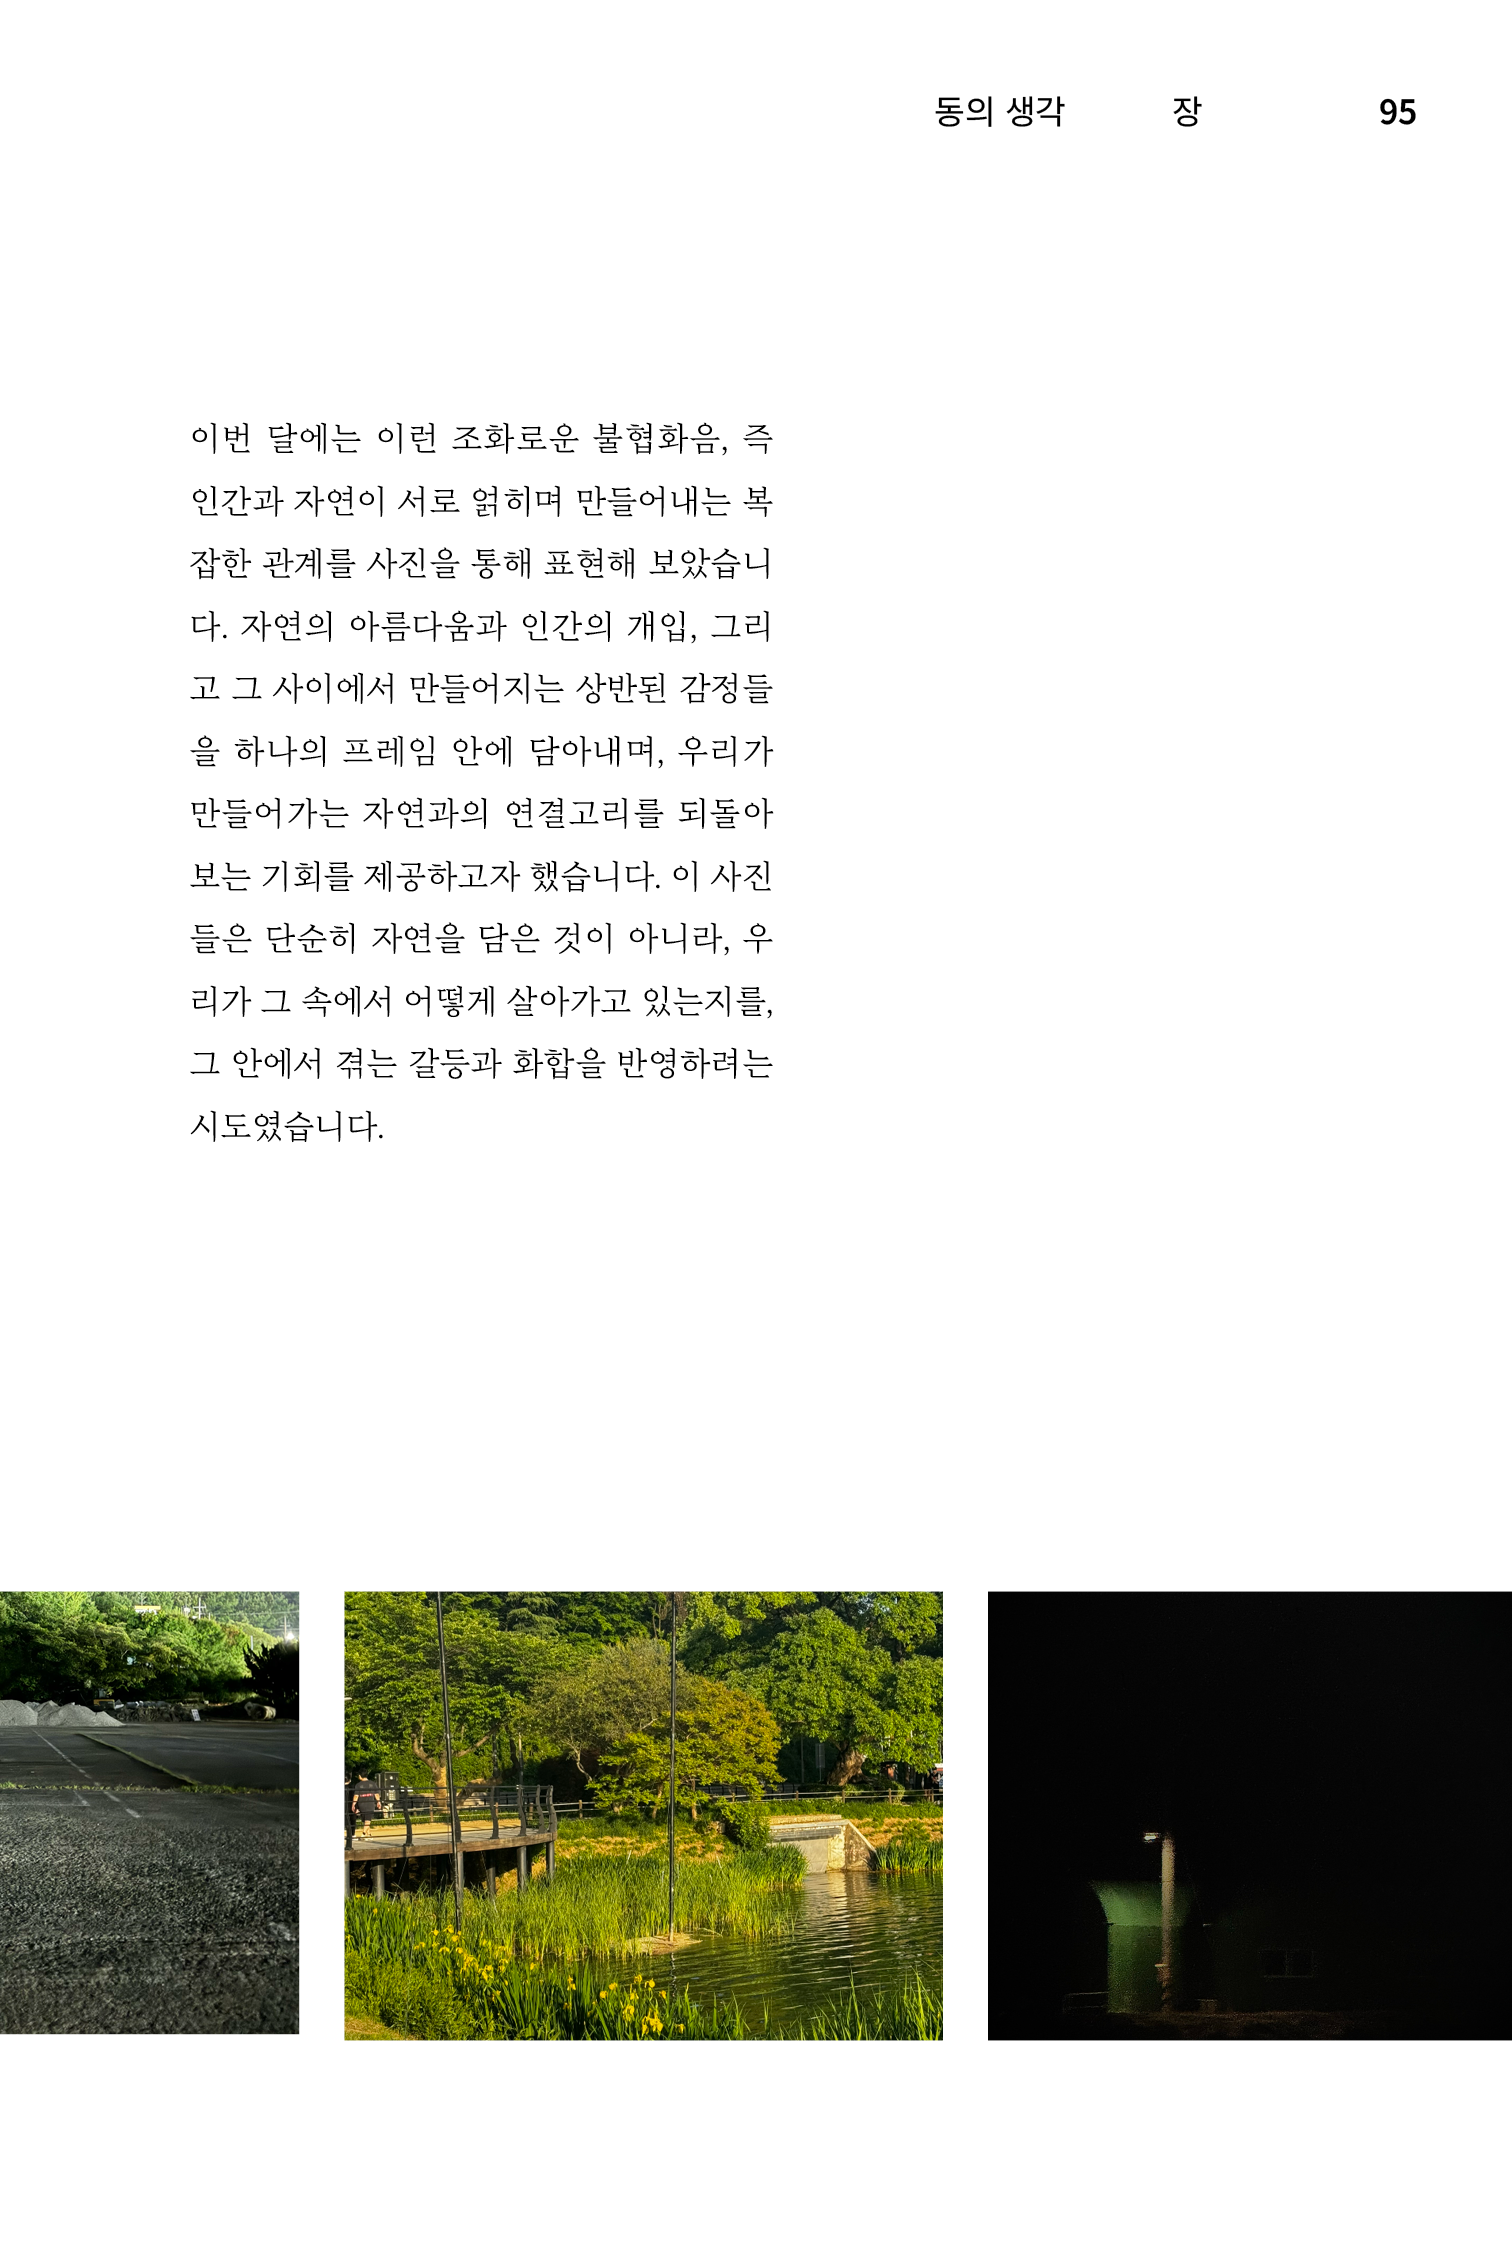 동의 생각 장 95
이번 달에는 이런 조화로운 불협화음, 즉
인간과 자연이 서로 얽히며 만들어내는 복
잡한 관계를 사진을 통해 표현해 보았습니
다. 자연의 아름다움과 인간의 개입, 그리
고 그 사이에서 만들어지는 상반된 감정들
을 하나의 프레임 안에 담아내며, 우리가
만들어가는 자연과의 연결고리를 되돌아
보는 기회를 제공하고자 했습니다. 이 사진
들은 단순히 자연을 담은 것이 아니라, 우
리가 그 속에서 어떻게 살아가고 있는지를,
그 안에서 겪는 갈등과 화합을 반영하려는
시도였습니다.